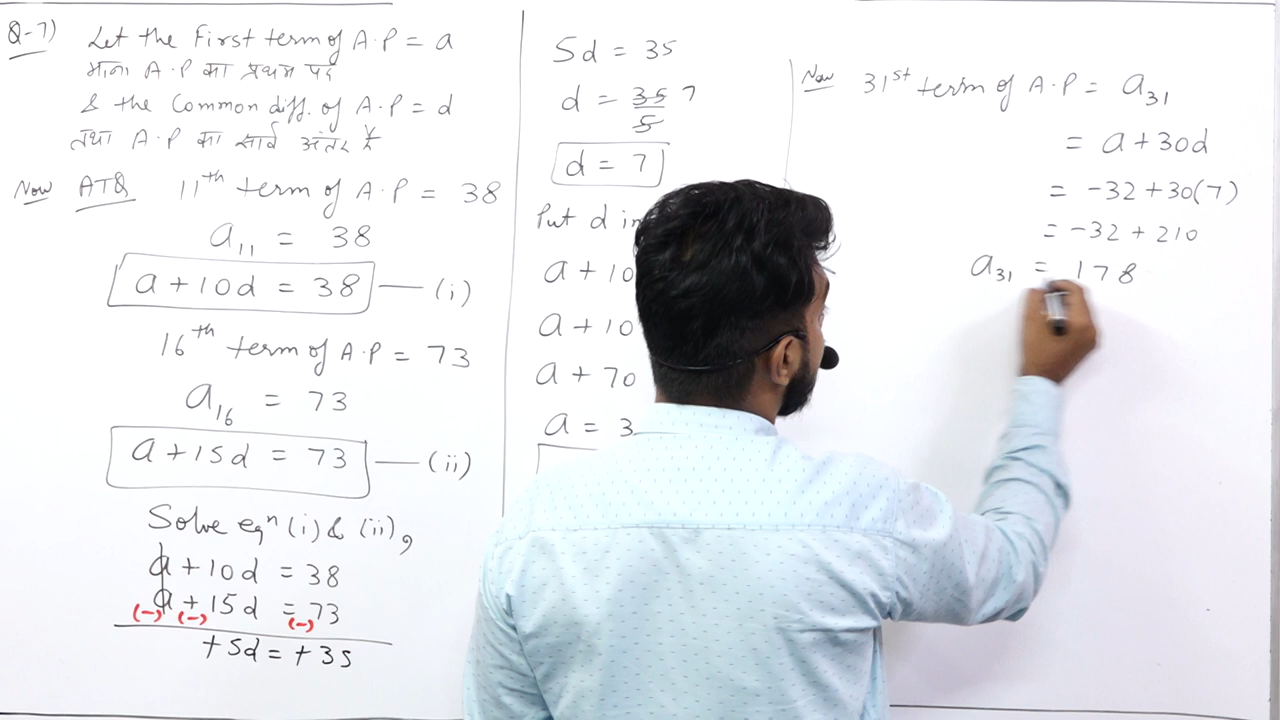 Q-7) Let the First term of A.P = a
माना A.P का प्रथम पद
& the Common diff. of A.P = d
तथा A.P का सार्व अंतर है
Now ATQ 11th term of A.P = 38
a11 = 38
a + 10d = 38 — (i)
16th term of A.P = 73
a16 = 73
a + 15d = 73 — (ii)
Solve eqn (i) & (ii),
a + 10d = 38
a + 15d = 73
(-) (-) (-)
+5d = +35
5d = 35
d = 35/5 7
d = 7
Put d in
a + 10
a + 10
a + 70
a = 3
Now 31st term of A.P = a31
= a + 30d
= -32 + 30(7)
= -32 + 210
a31 = 178